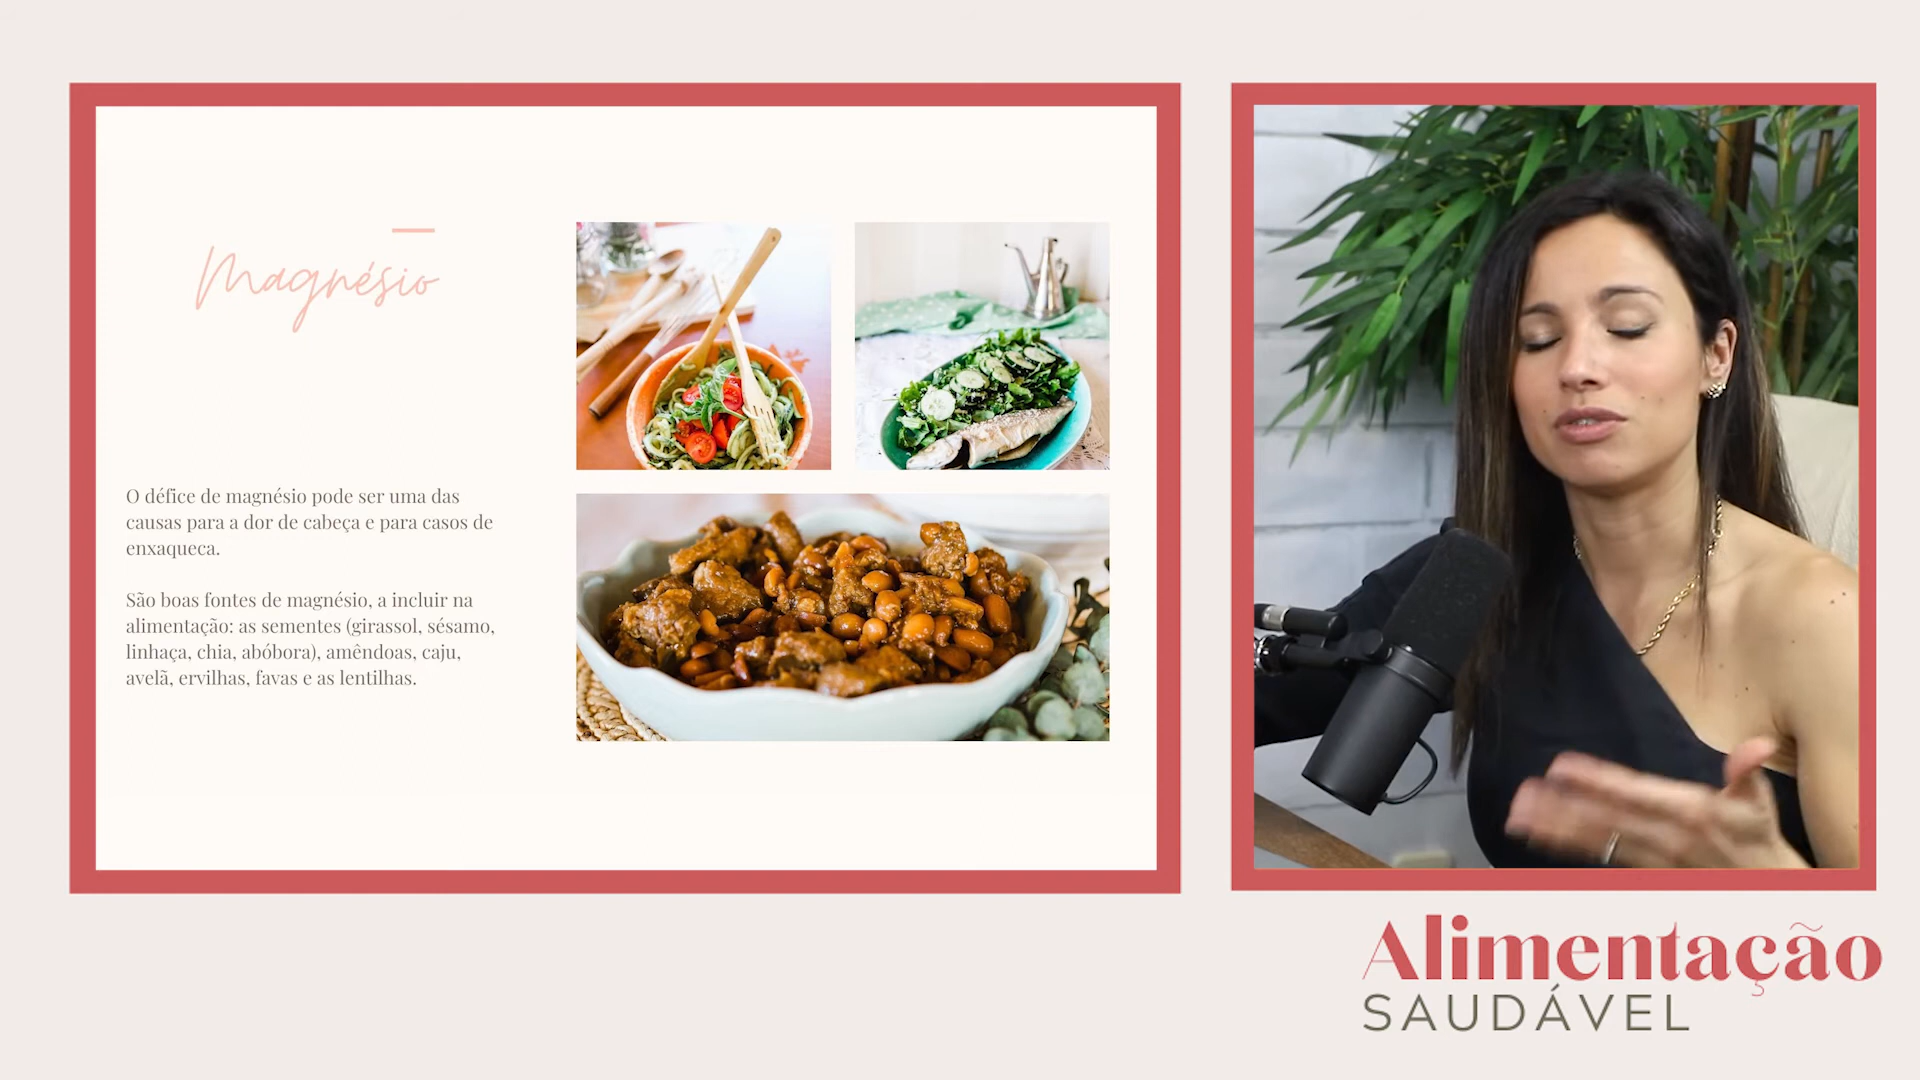 Magnésio
O défice de magnésio pode ser uma das
causas para a dor de cabeça e para casos de
enxaqueca.
São boas fontes de magnésio, a incluir na
alimentação: as sementes (girassol, sésamo,
linhaça, chia, abóbora), amêndoas, caju,
avelã, ervilhas, favas e as lentilhas.
Alimentação
SAUDÁVEL